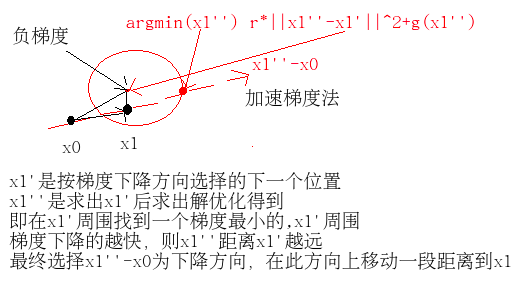 argmin(x1'') r*||x1''-x1'||^2+g(x1'')
负梯度
x1''-x0
加速梯度法
x0
x1
x1'是按梯度下降方向选择的下一个位置
x1''是求出x1'后求出解优化得到
即在x1'周围找到一个梯度最小的,x1'周围
梯度下降的越快，则x1''距离x1'越远
最终选择x1''-x0为下降方向，在此方向上移动一段距离到x1